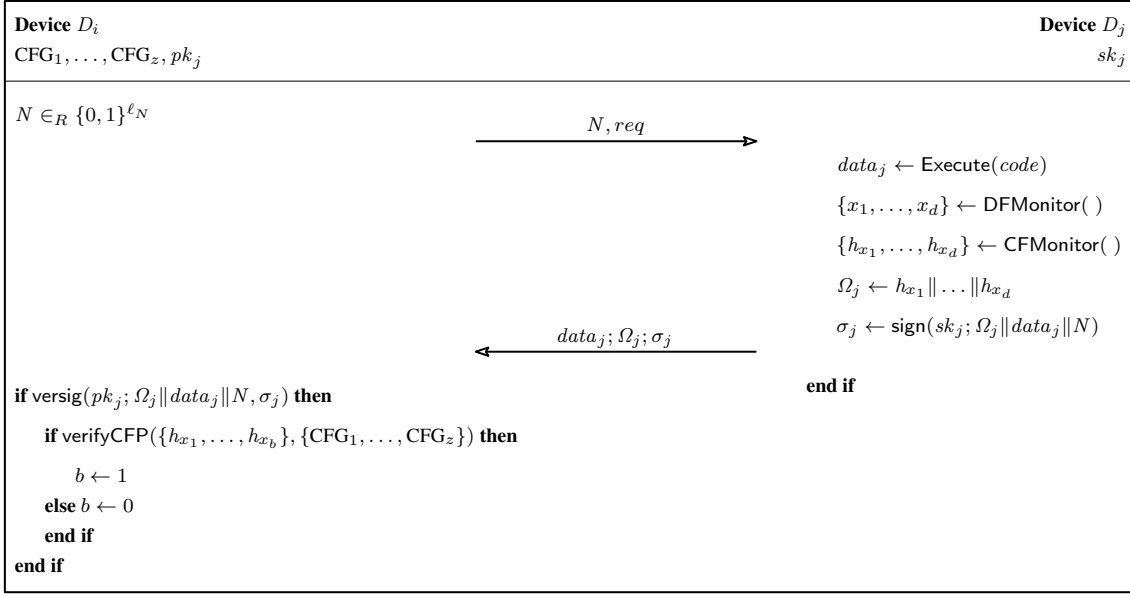 Device D_i Device D_j
CFG_1, …, CFG_z, pk_j sk_j
N ∈_R {0,1}^{ℓ_N}
N, req
data_j ← Execute(code)
{x_1, …, x_d} ← DFMonitor( )
{h_{x_1}, …, h_{x_d}} ← CFMonitor( )
Ω_j ← h_{x_1}‖ … ‖h_{x_d}
σ_j ← sign(sk_j; Ω_j‖data_j‖N)
data_j; Ω_j; σ_j
end if
if versig(pk_j; Ω_j‖data_j‖N, σ_j) then
if verifyCFP({h_{x_1}, …, h_{x_b}}, {CFG_1, …, CFG_z}) then
b ← 1
else b ← 0
end if
end if